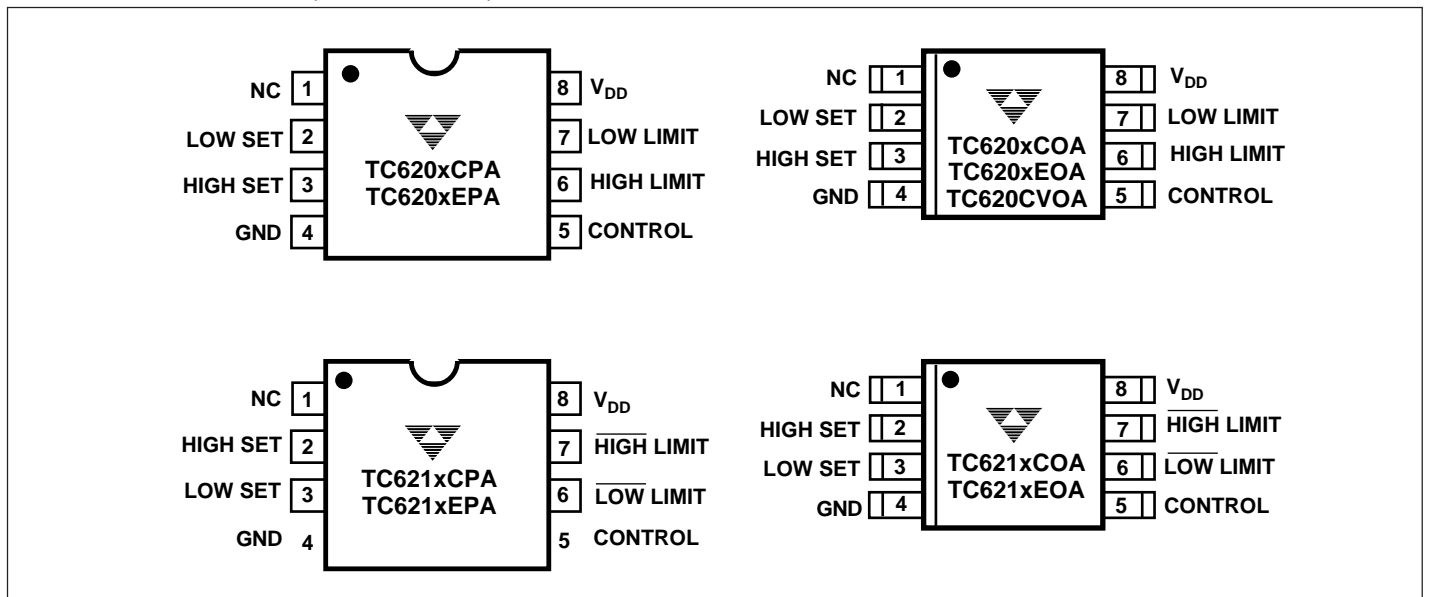 NC 1 8 VDD
LOW SET 2 7 LOW LIMIT
HIGH SET 3 6 HIGH LIMIT
GND 4 5 CONTROL
TC620xCPA
TC620xEPA
NC 1 8 VDD
LOW SET 2 7 LOW LIMIT
HIGH SET 3 6 HIGH LIMIT
GND 4 5 CONTROL
TC620xCOA
TC620xEOA
TC620CVOA
NC 1 8 VDD
HIGH SET 2 7 HIGH LIMIT
LOW SET 3 6 LOW LIMIT
GND 4 5 CONTROL
TC621xCPA
TC621xEPA
NC 1 8 VDD
HIGH SET 2 7 HIGH LIMIT
LOW SET 3 6 LOW LIMIT
GND 4 5 CONTROL
TC621xCOA
TC621xEOA